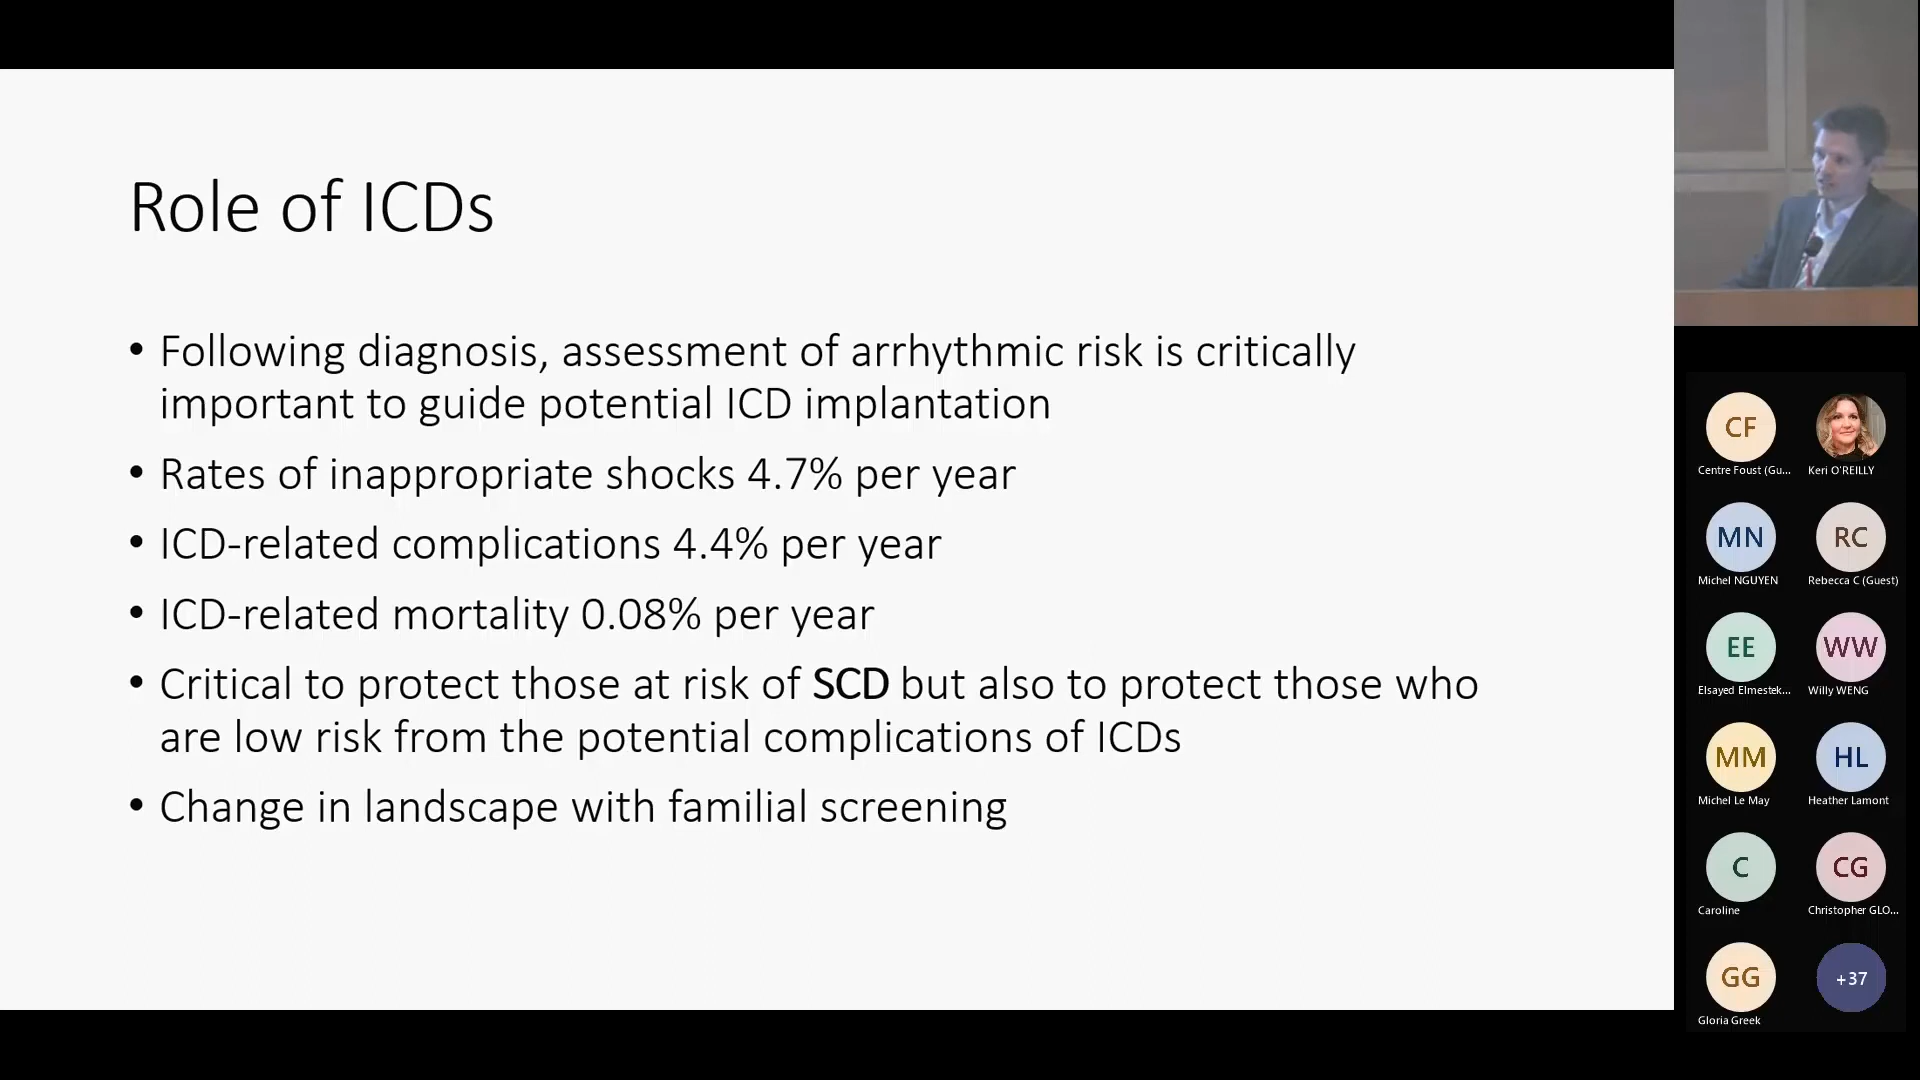 Role of ICDs
• Following diagnosis, assessment of arrhythmic risk is critically
important to guide potential ICD implantation
• Rates of inappropriate shocks 4.7% per year
• ICD-related complications 4.4% per year
• ICD-related mortality 0.08% per year
• Critical to protect those at risk of SCD but also to protect those who
are low risk from the potential complications of ICDs
• Change in landscape with familial screening
CF
Centre Foust (Gu...
Keri O'REILLY
MN
RC
Michel NGUYEN
Rebecca C (Guest)
EE
WW
Elsayed Elmestek...
Willy WENG
MM
HL
Michel Le May
Heather Lamont
C
CG
Caroline
Christopher GLO...
GG
+37
Gloria Greek